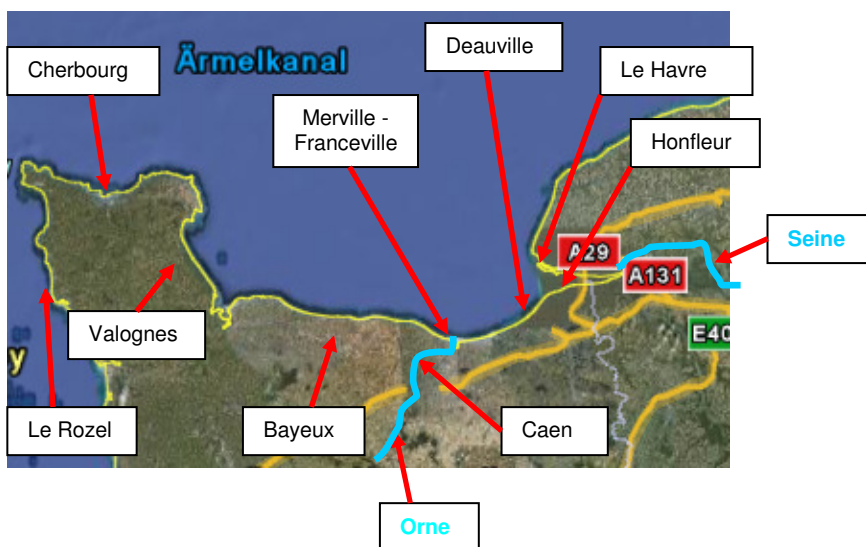 Deauville
Cherbourg
Ärmelkanal
Le Havre
Merville -
Franceville
Honfleur
Seine
A29
A131
Valognes
E40
y
Le Rozel
Bayeux
Caen
Orne